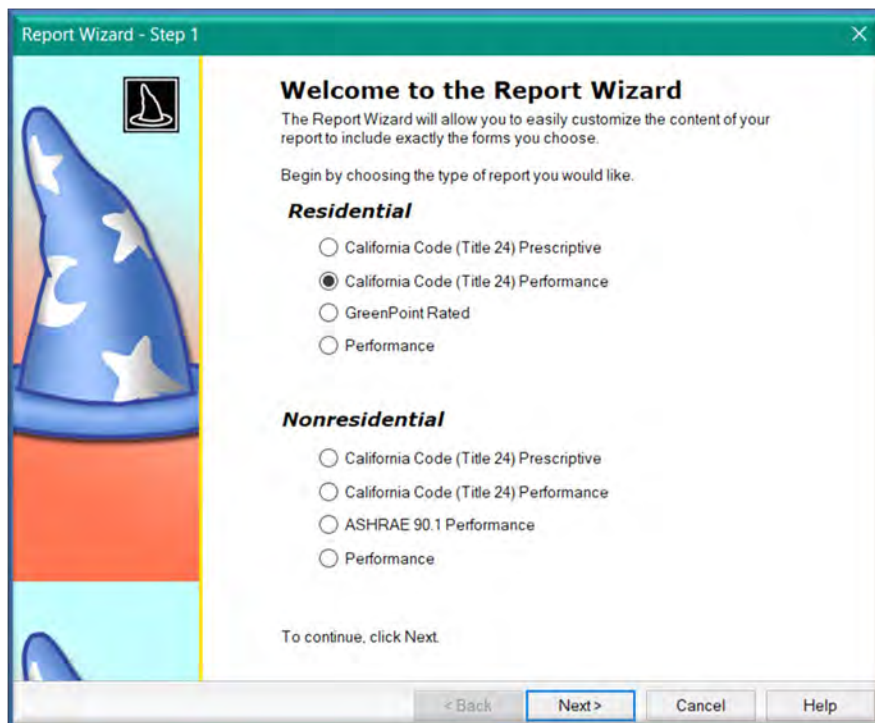 Report Wizard - Step 1
Welcome to the Report Wizard
The Report Wizard will allow you to easily customize the content of your
report to include exactly the forms you choose.
Begin by choosing the type of report you would like.
Residential
California Code (Title 24) Prescriptive
California Code (Title 24) Performance
GreenPoint Rated
Performance
Nonresidential
California Code (Title 24) Prescriptive
California Code (Title 24) Performance
ASHRAE 90.1 Performance
Performance
To continue, click Next.
< Back Next > Cancel Help